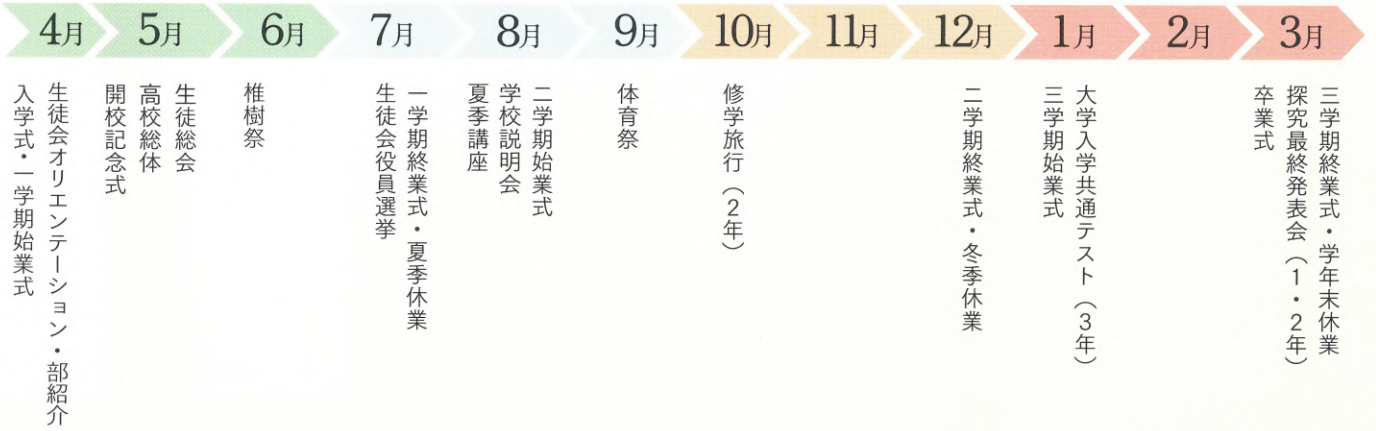 4月
5月
6月
7月
8月
9月
10月
11月
12月
1月
2月
3月
入学式・一学期始業式
生徒会オリエンテーション・部紹介
開校記念式
高校総体
生徒総会
椎樹祭
生徒会役員選挙
一学期終業式・夏季休業
夏季講座
学校説明会
二学期始業式
体育祭
修学旅行（2年）
二学期終業式・冬季休業
三学期始業式
大学入学共通テスト（3年）
卒業式
探究最終発表会（1・2年）
三学期終業式・学年末休業